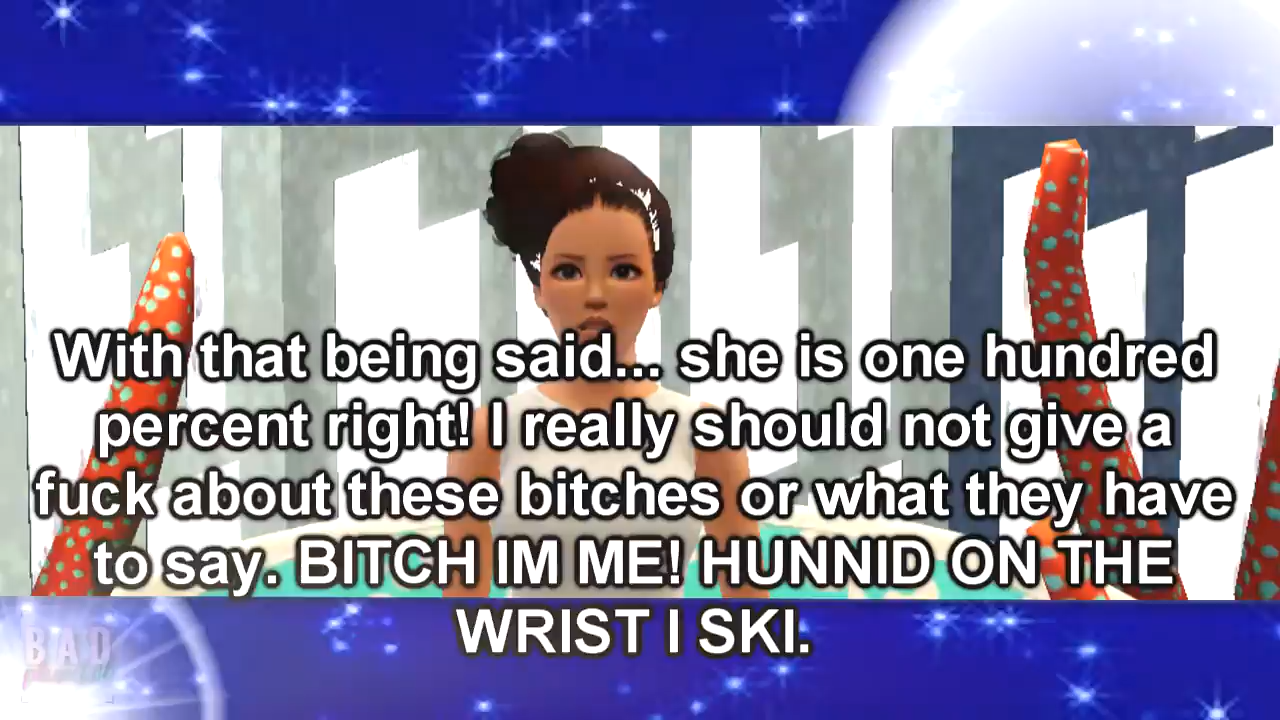 With that being said... she is one hundred
percent right! I really should not give a
fuck about these bitches or what they have
to say. BITCH IM ME! HUNNID ON THE
WRIST I SKI.
BAD